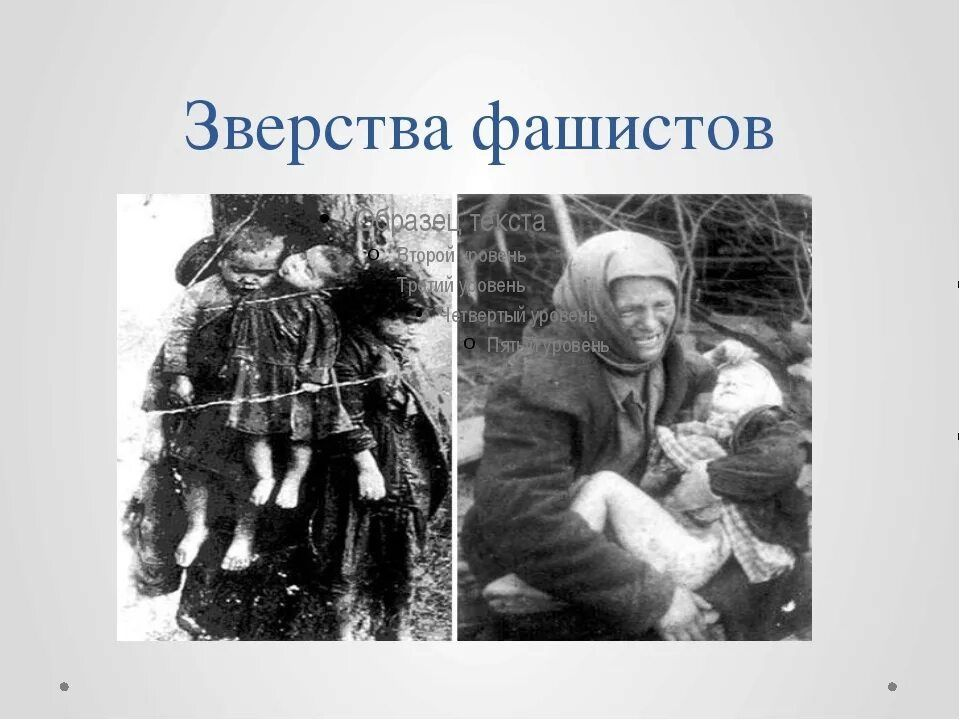 Зверства фашистов
Образец текста
Второй уровень
Третий уровень
Четвертый уровень
Пятый уровень